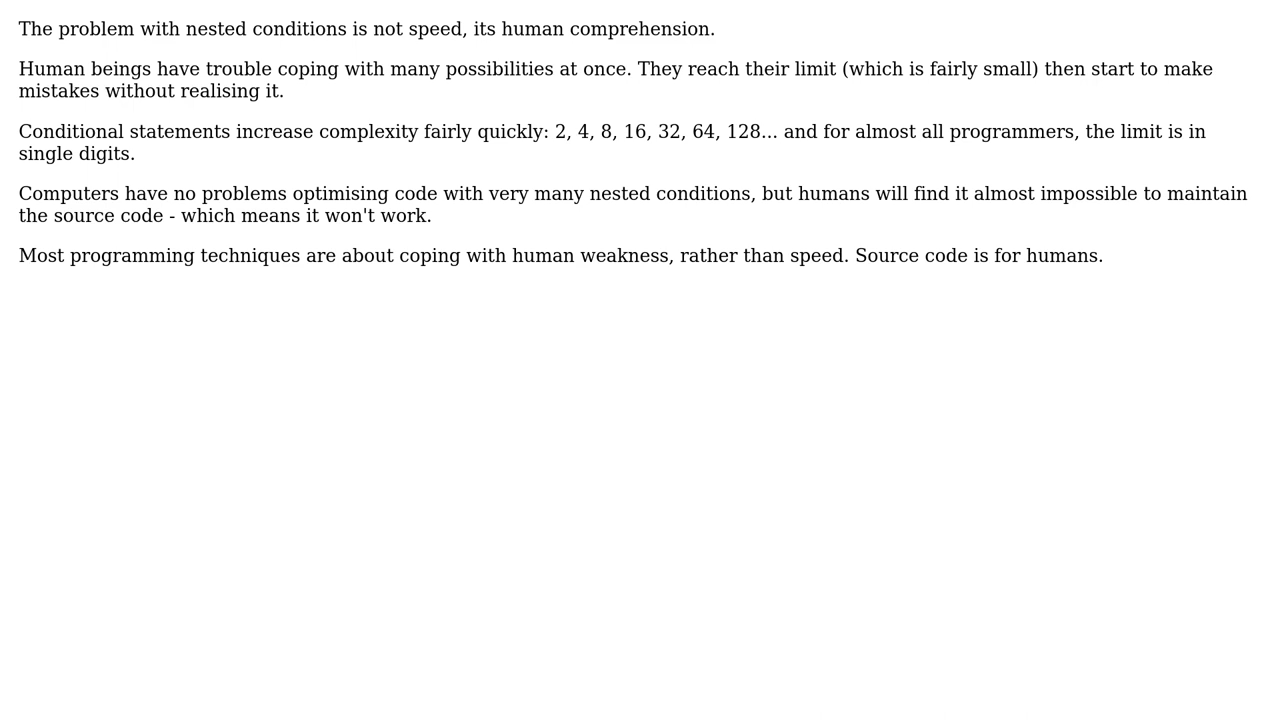 The problem with nested conditions is not speed, its human comprehension.
Human beings have trouble coping with many possibilities at once. They reach their limit (which is fairly small) then start to make
mistakes without realising it.
Conditional statements increase complexity fairly quickly: 2, 4, 8, 16, 32, 64, 128... and for almost all programmers, the limit is in
single digits.
Computers have no problems optimising code with very many nested conditions, but humans will find it almost impossible to maintain
the source code - which means it won't work.
Most programming techniques are about coping with human weakness, rather than speed. Source code is for humans.